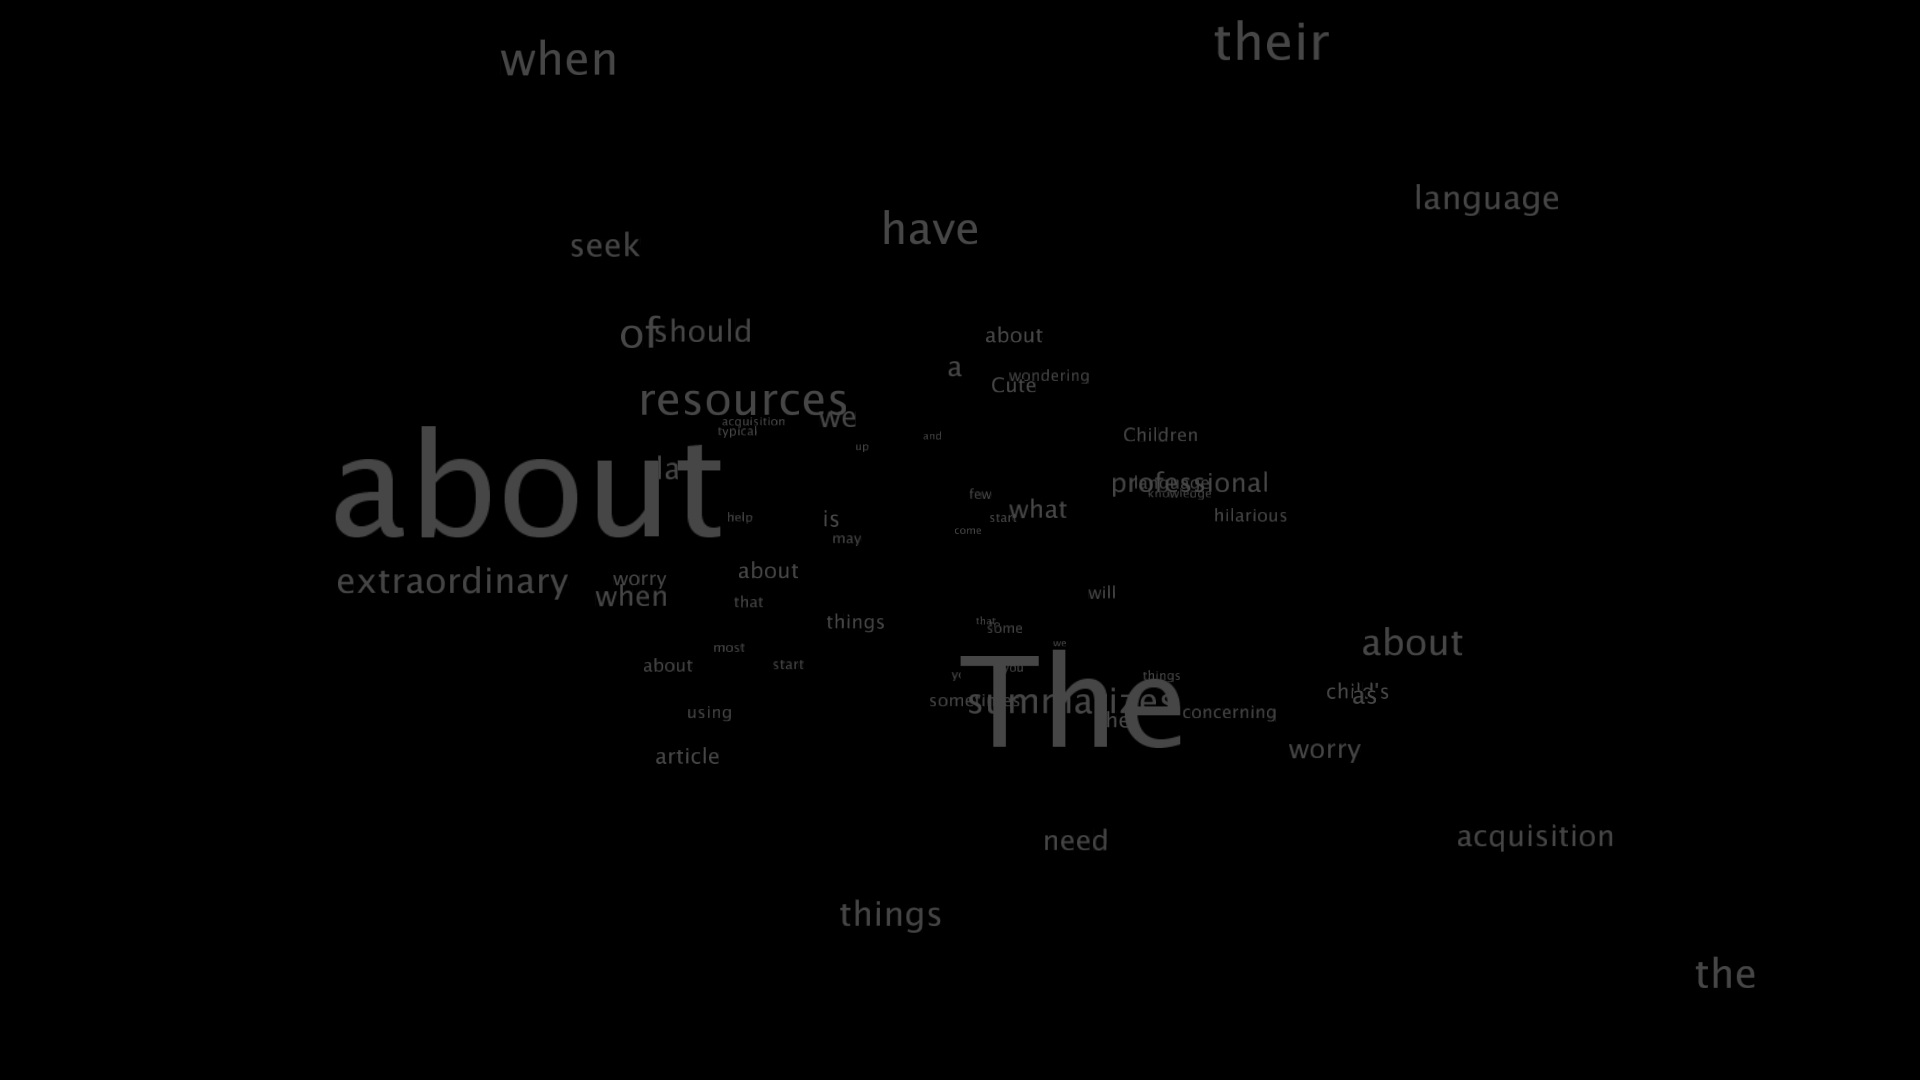 their
when
language
have
seek
of
should
about
a
wondering
Cute
resources
we
acquisition
typical
and
Children
up
about
professional
language
knowledge
few
what
hilarious
help
is
start
come
may
about
extraordinary
worry
when
that
will
things
that
some
about
we
most
about
start
you
things
child's
as
sometimes
summarizes
The
using
concerning
article
worry
need
acquisition
things
the